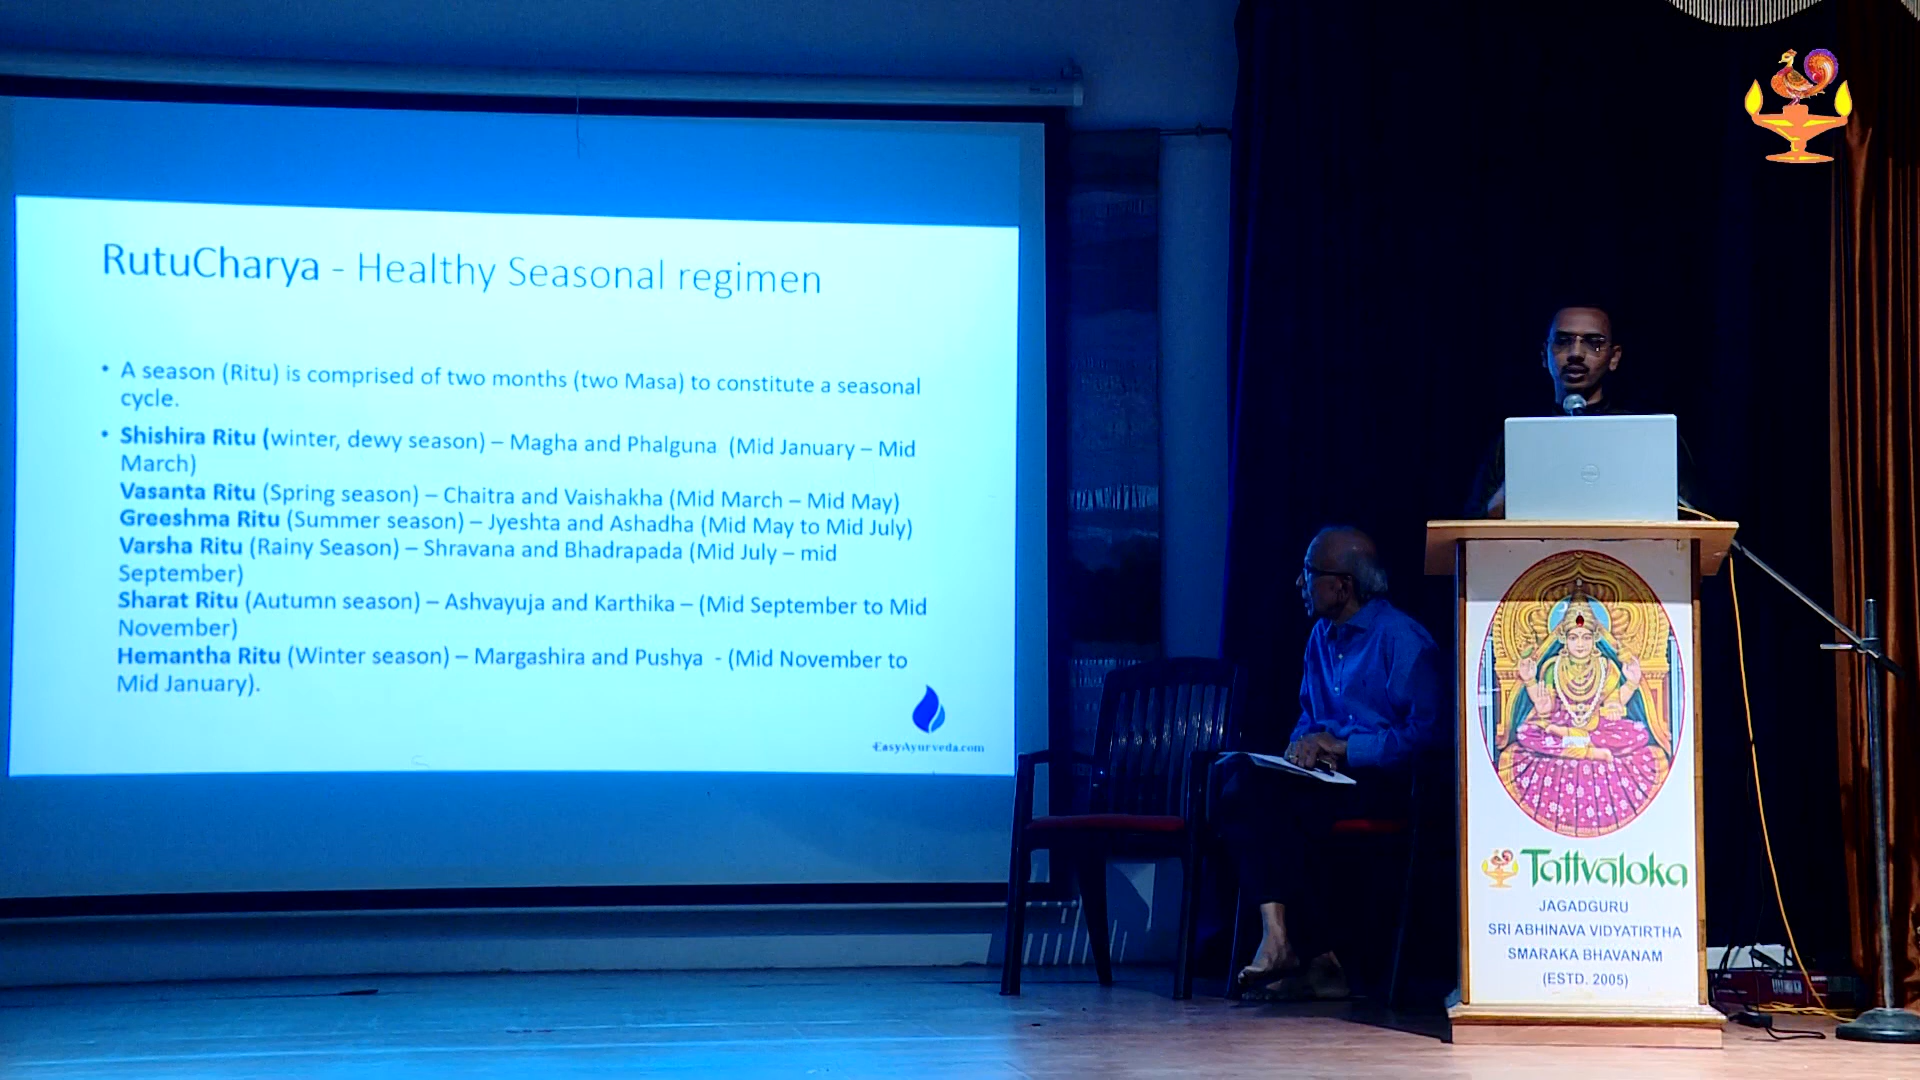 RutuCharya - Healthy Seasonal regimen
• A season (Ritu) is comprised of two months (two Masa) to constitute a seasonal
cycle.
• Shishira Ritu (winter, dewy season) – Magha and Phalguna (Mid January – Mid
March)
Vasanta Ritu (Spring season) – Chaitra and Vaishakha (Mid March – Mid May)
Greeshma Ritu (Summer season) – Jyeshta and Ashadha (Mid May to Mid July)
Varsha Ritu (Rainy Season) – Shravana and Bhadrapada (Mid July – mid
September)
Sharat Ritu (Autumn season) – Ashvayuja and Karthika – (Mid September to Mid
November)
Hemantha Ritu (Winter season) – Margashira and Pushya - (Mid November to
Mid January).
EasyAyurveda.com
Tattvāloka
JAGADGURU
SRI ABHINAVA VIDYATIRTHA
SMARAKA BHAVANAM
(ESTD. 2005)